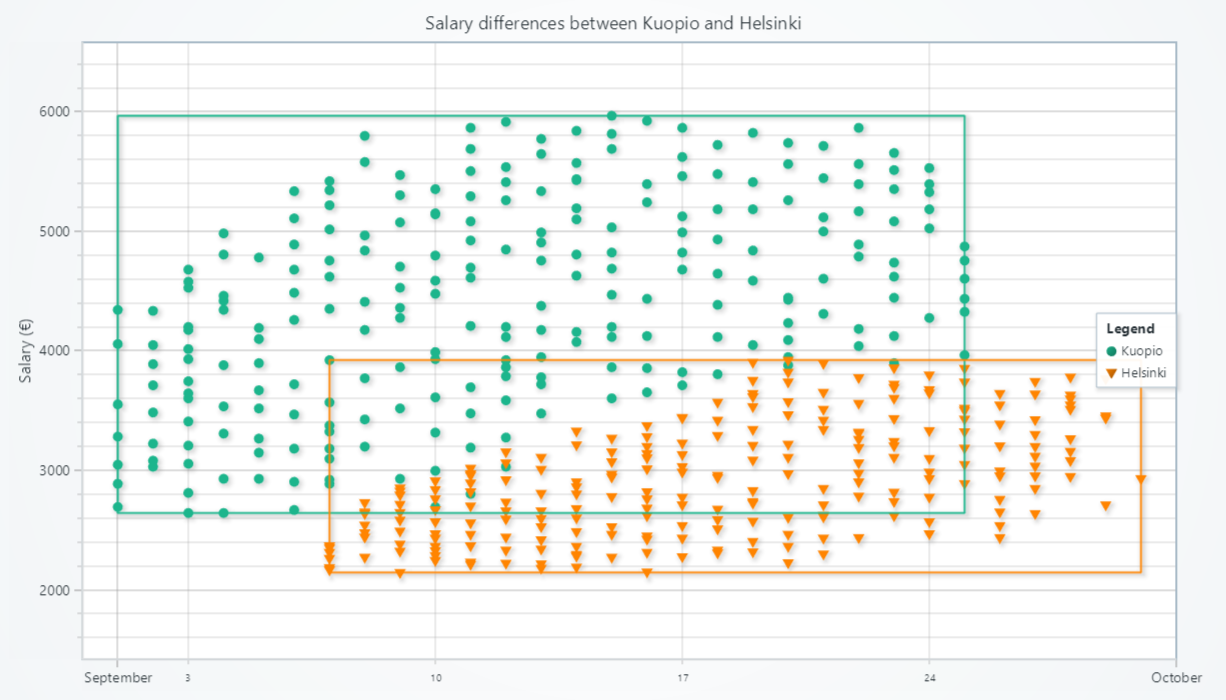 Salary differences between Kuopio and Helsinki
Salary (€)
6000
5000
4000
3000
2000
Legend
Kuopio
Helsinki
September 3 10 17 24 October